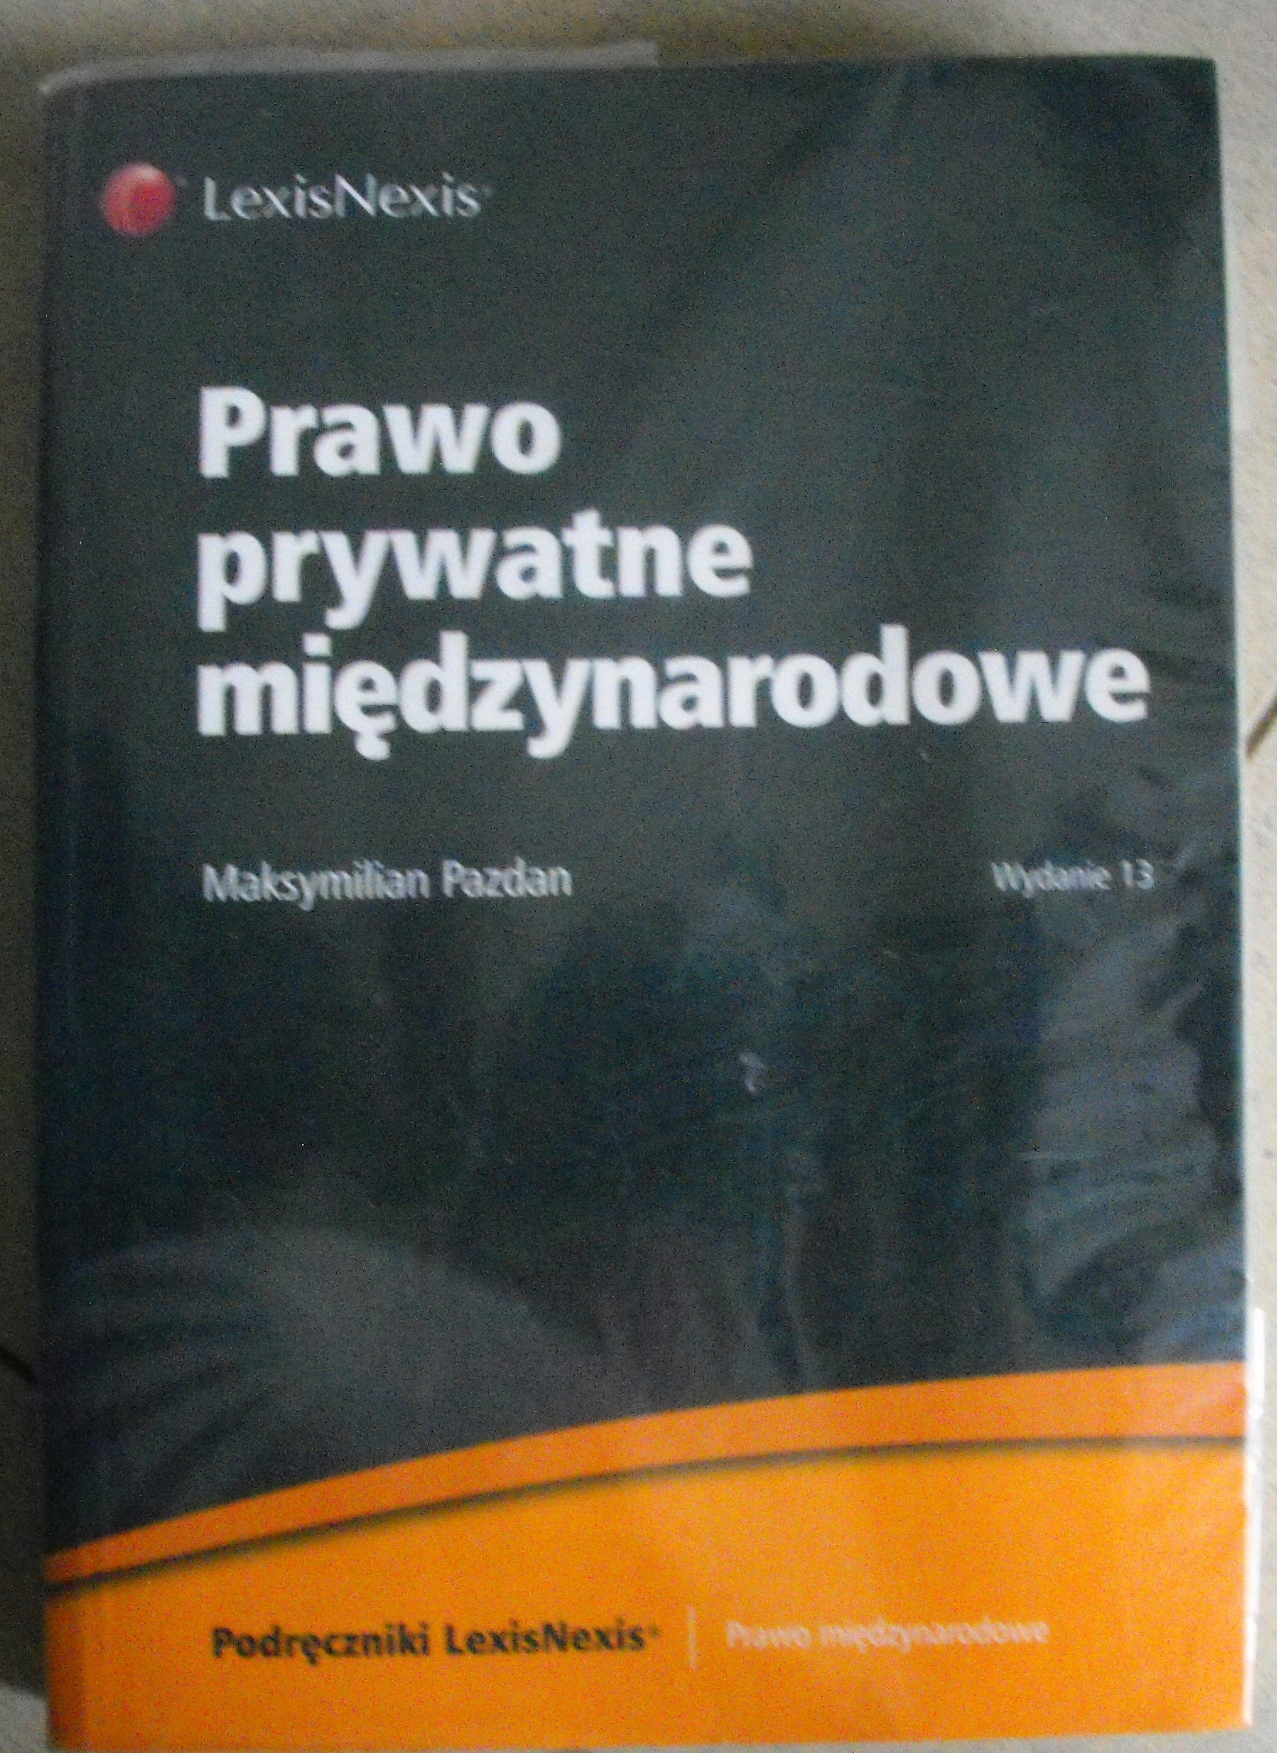 LexisNexis
Prawo
prywatne
międzynarodowe
Maksymilian Pazdan
Wydanie 13
Podręczniki LexisNexis
Prawo międzynarodowe